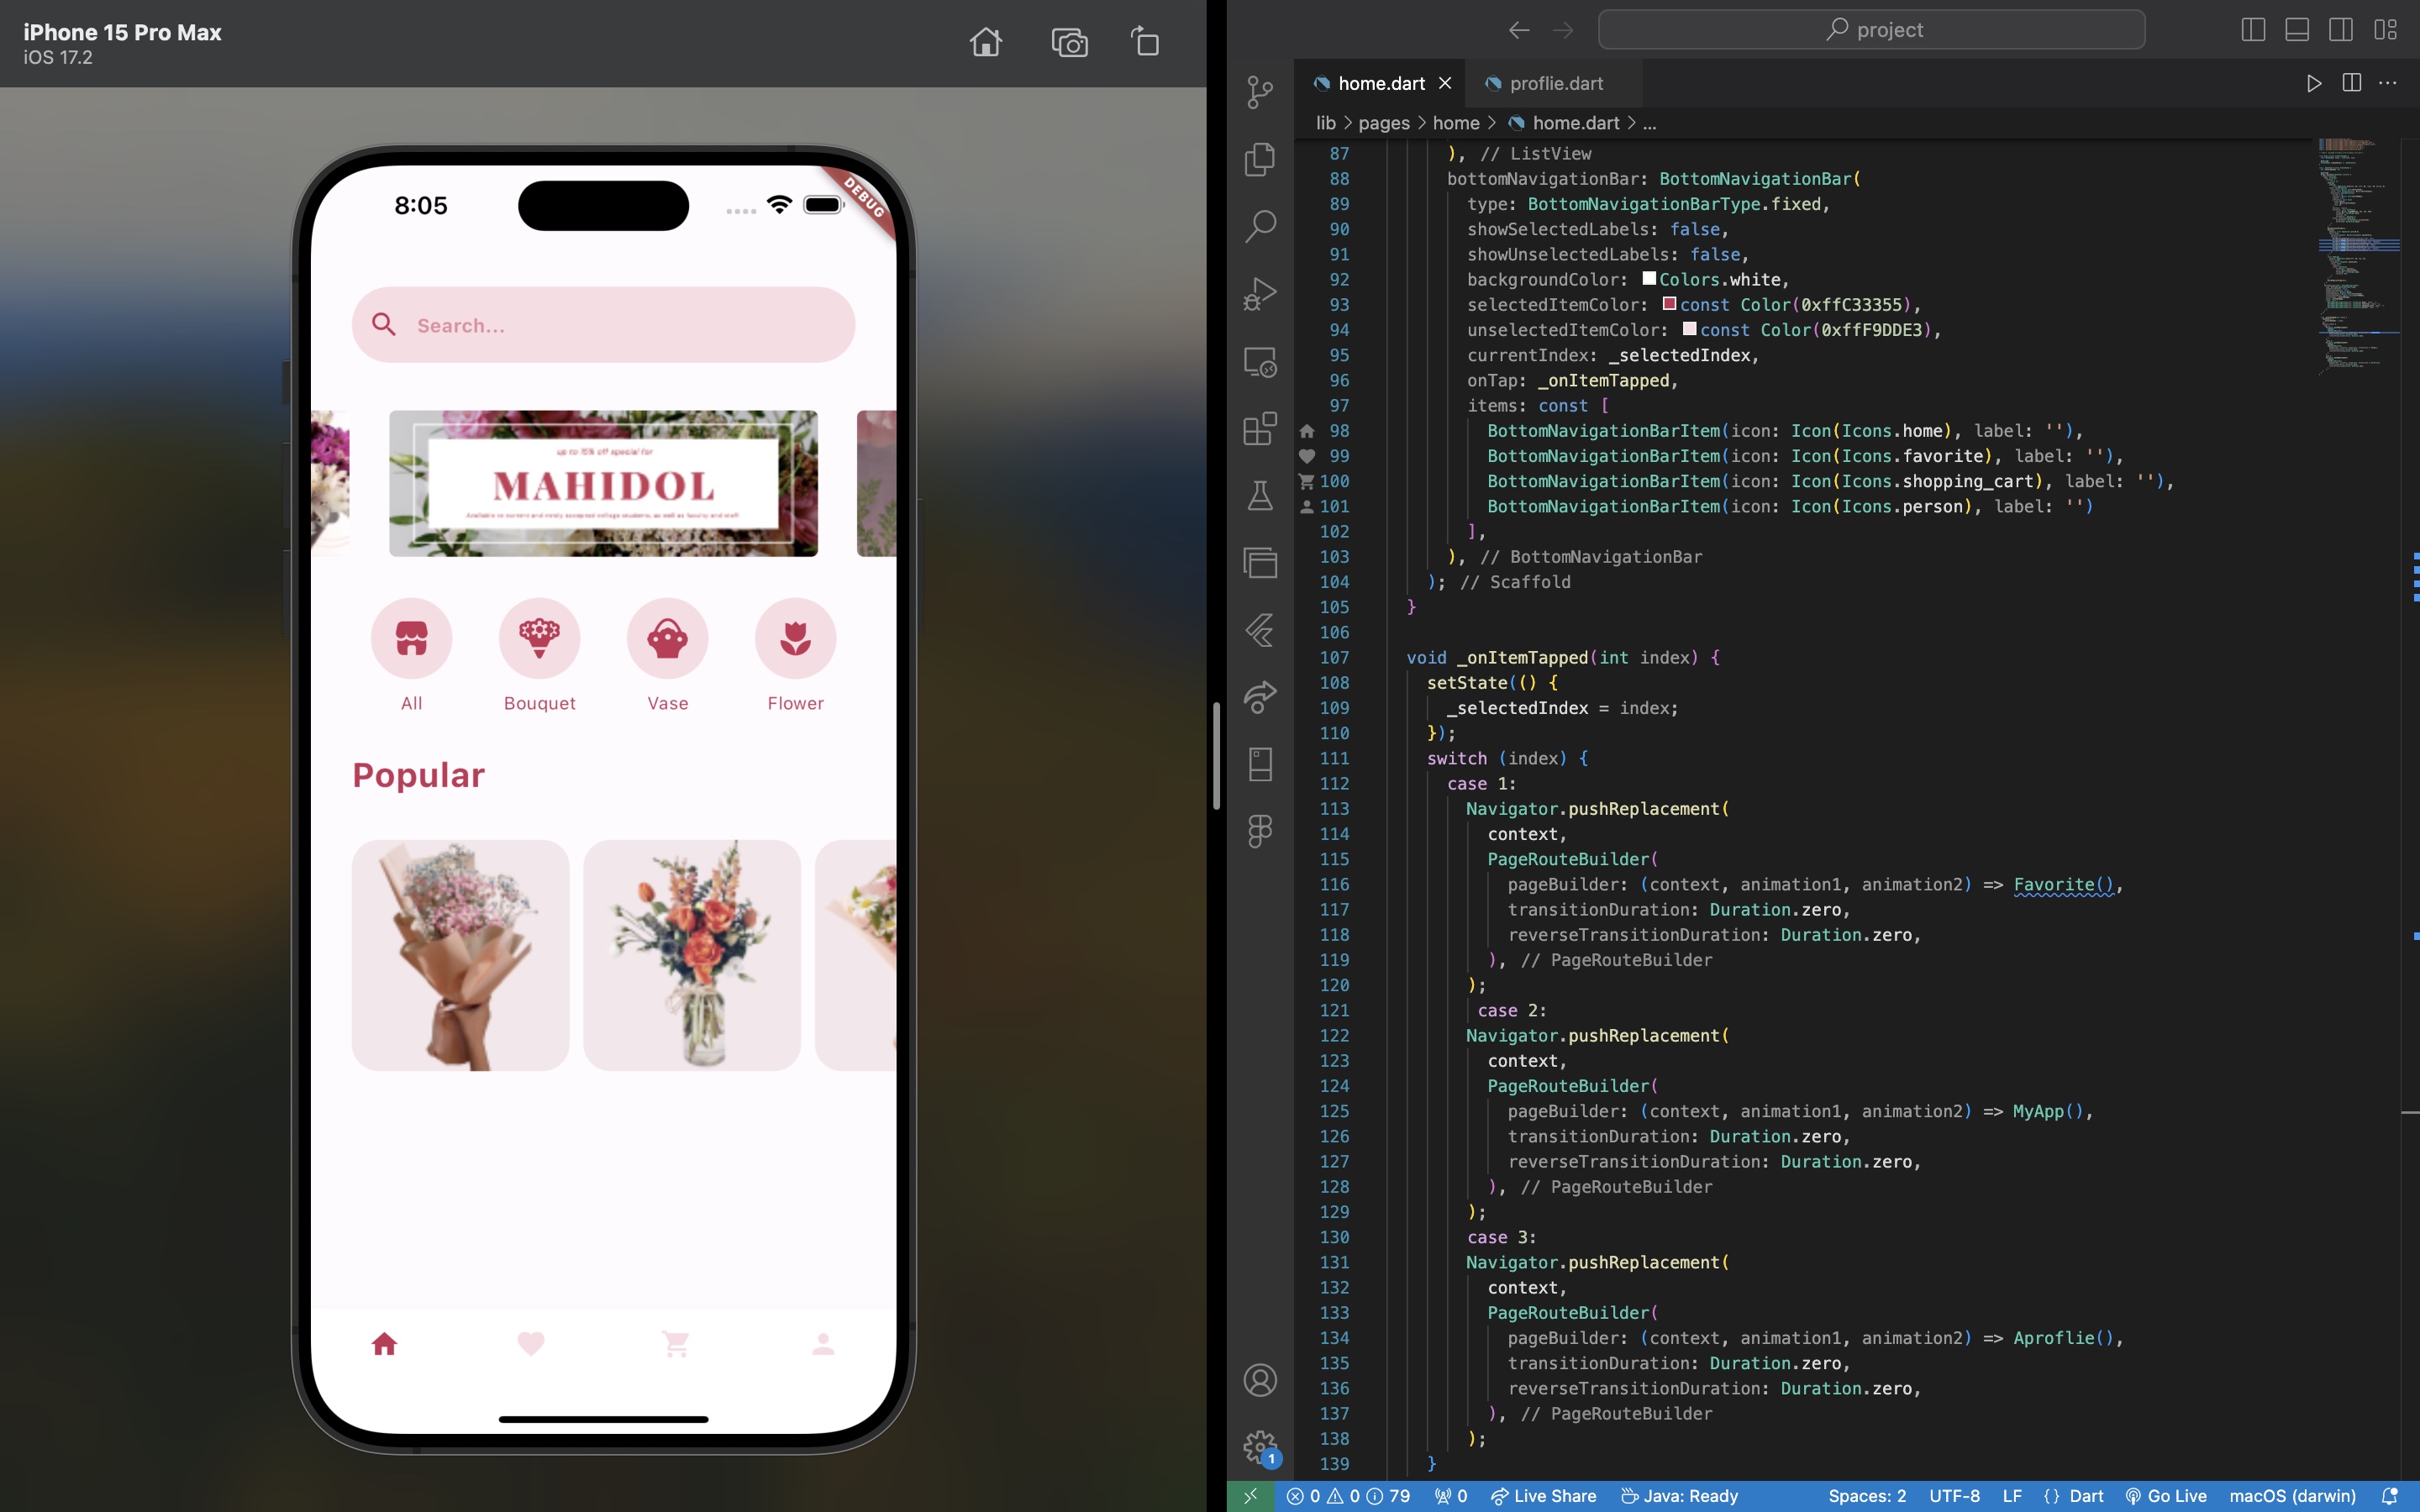 iPhone 15 Pro Max
iOS 17.2
8:05
DEBUG
Search...
up to 15% off special for
MAHIDOL
Available to current and newly accepted college students, as well as faculty and staff
All
Bouquet
Vase
Flower
Popular
project
home.dart
proflie.dart
lib > pages > home > home.dart > ...
87 ), // ListView
88 bottomNavigationBar: BottomNavigationBar(
89 type: BottomNavigationBarType.fixed,
90 showSelectedLabels: false,
91 showUnselectedLabels: false,
92 backgroundColor: Colors.white,
93 selectedItemColor: const Color(0xffC33355),
94 unselectedItemColor: const Color(0xffF9DDE3),
95 currentIndex: _selectedIndex,
96 onTap: _onItemTapped,
97 items: const [
98 BottomNavigationBarItem(icon: Icon(Icons.home), label: ''),
99 BottomNavigationBarItem(icon: Icon(Icons.favorite), label: ''),
100 BottomNavigationBarItem(icon: Icon(Icons.shopping_cart), label: ''),
101 BottomNavigationBarItem(icon: Icon(Icons.person), label: '')
102 ],
103 ), // BottomNavigationBar
104 ); // Scaffold
105 }
106
107 void _onItemTapped(int index) {
108 setState(() {
109 _selectedIndex = index;
110 });
111 switch (index) {
112 case 1:
113 Navigator.pushReplacement(
114 context,
115 PageRouteBuilder(
116 pageBuilder: (context, animation1, animation2) => Favorite(),
117 transitionDuration: Duration.zero,
118 reverseTransitionDuration: Duration.zero,
119 ), // PageRouteBuilder
120 );
121 case 2:
122 Navigator.pushReplacement(
123 context,
124 PageRouteBuilder(
125 pageBuilder: (context, animation1, animation2) => MyApp(),
126 transitionDuration: Duration.zero,
127 reverseTransitionDuration: Duration.zero,
128 ), // PageRouteBuilder
129 );
130 case 3:
131 Navigator.pushReplacement(
132 context,
133 PageRouteBuilder(
134 pageBuilder: (context, animation1, animation2) => Aproflie(),
135 transitionDuration: Duration.zero,
136 reverseTransitionDuration: Duration.zero,
137 ), // PageRouteBuilder
138 );
139 }
1
0 0 79 0 Live Share Java: Ready Spaces: 2 UTF-8 LF {} Dart Go Live macOS (darwin)